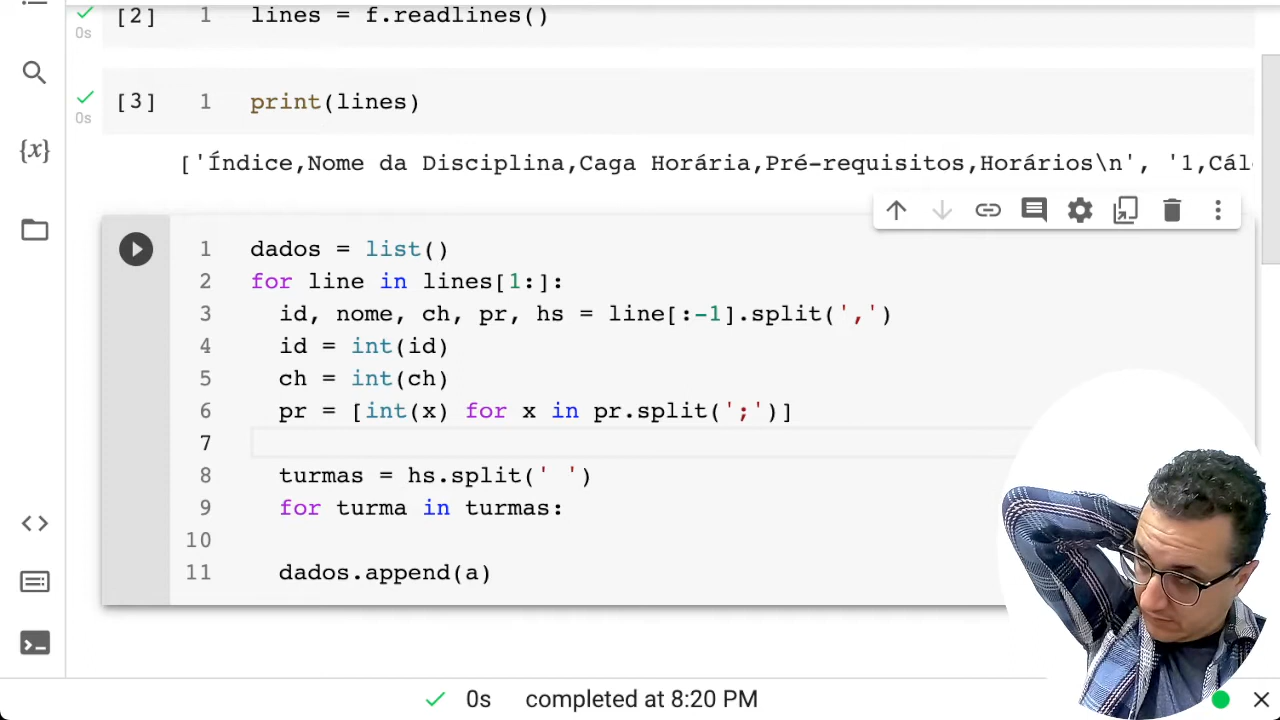 [2] 1 lines = f.readlines()
0s
[3] 1 print(lines)
0s
['Índice,Nome da Disciplina,Caga Horária,Pré-requisitos,Horários\n', '1,Cál
{x}
1 dados = list()
2 for line in lines[1:]:
3 id, nome, ch, pr, hs = line[:-1].split(',')
4 id = int(id)
5 ch = int(ch)
6 pr = [int(x) for x in pr.split(';')]
7
8 turmas = hs.split(' ')
9 for turma in turmas:
10
11 dados.append(a)
0s completed at 8:20 PM